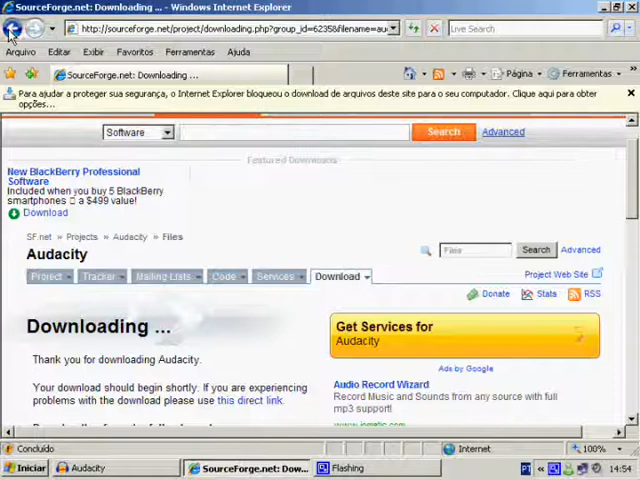 SourceForge.net: Downloading ... - Windows Internet Explorer
http://sourceforge.net/project/downloading.php?group_id=62358&filename=au
Live Search
Arquivo Editar Exibir Favoritos Ferramentas Ajuda
SourceForge.net: Downloading ...
Página Ferramentas
Para ajudar a proteger sua segurança, o Internet Explorer bloqueou o download de arquivos deste site para o seu computador. Clique aqui para obter
opções...
Software Search Advanced
Featured Downloads
New BlackBerry Professional
Software
Included when you buy 5 BlackBerry
smartphones a $499 value!
Download
SF.net » Projects » Audacity » Files
Audacity
Files Search Advanced
Project Tracker Mailing Lists Code Services Download
Project Web Site
Donate Stats RSS
Downloading ...
Get Services for
Audacity
Thank you for downloading Audacity.
Ads by Google
Your download should begin shortly. If you are experiencing
problems with the download please use this direct link.
Audio Record Wizard
Record Music and Sounds from any source with full
mp3 support!
Concluído
Internet
100%
Iniciar
Audacity
SourceForge.net: Dow...
Flashing
PT
14:54